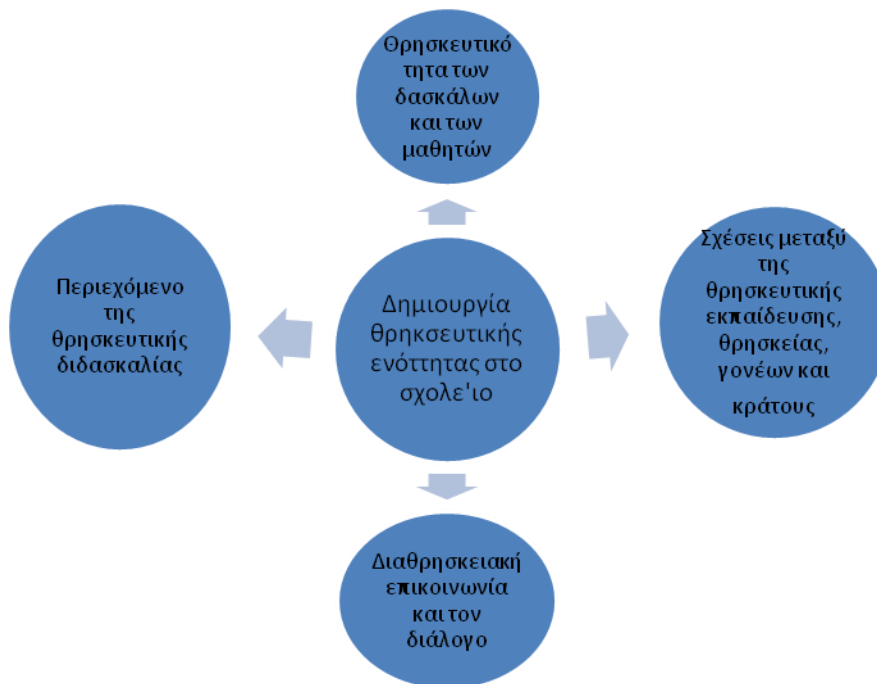 Θρησκευτικό
τητα των
δασκάλων
και των
μαθητών
Περιεχόμενο
της
θρησκευτικής
διδασκαλίας
Δημιουργία
θρηκσευτικής
ενόττητας στο
σχολε'ιο
Σχέσεις μεταξύ
της
θρησκευτικής
εκπαίδευσης,
θρησκείας,
γονέων και
κράτους
Διαθρησκειακή
επικοινωνία
και τον
διάλογο